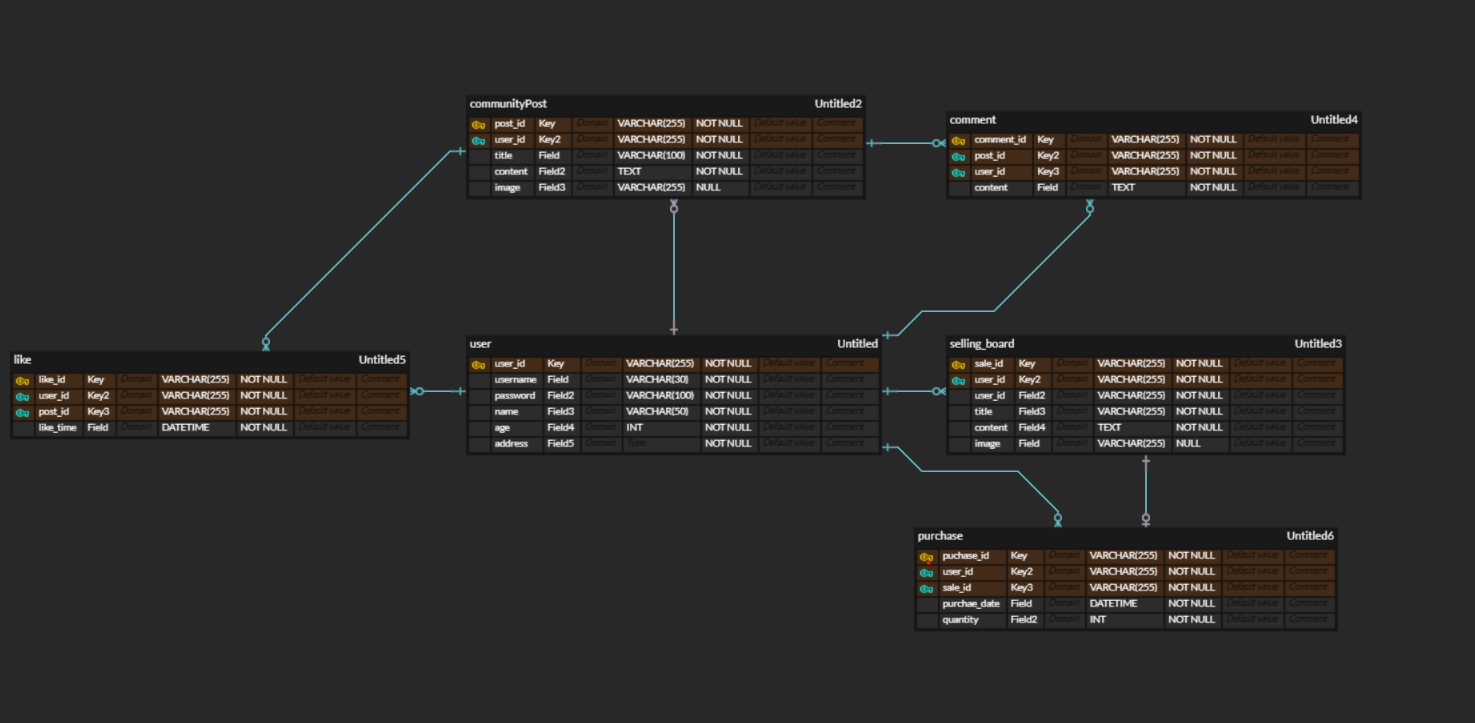 communityPost Untitled2
post_id Key Domain VARCHAR(255) NOT NULL Default value Comment
user_id Key2 Domain VARCHAR(255) NOT NULL Default value Comment
title Field Domain VARCHAR(100) NOT NULL Default value Comment
content Field2 Domain TEXT NOT NULL Default value Comment
image Field3 Domain VARCHAR(255) NULL Default value Comment
comment Untitled4
comment_id Key Domain VARCHAR(255) NOT NULL Default value Comment
post_id Key2 Domain VARCHAR(255) NOT NULL Default value Comment
user_id Key3 Domain VARCHAR(255) NOT NULL Default value Comment
content Field Domain TEXT NOT NULL Default value Comment
like Untitled5
like_id Key Domain VARCHAR(255) NOT NULL Default value Comment
user_id Key2 Domain VARCHAR(255) NOT NULL Default value Comment
post_id Key3 Domain VARCHAR(255) NOT NULL Default value Comment
like_time Field Domain DATETIME NOT NULL Default value Comment
user Untitled
user_id Key Domain VARCHAR(255) NOT NULL Default value Comment
username Field Domain VARCHAR(30) NOT NULL Default value Comment
password Field2 Domain VARCHAR(100) NOT NULL Default value Comment
name Field3 Domain VARCHAR(50) NOT NULL Default value Comment
age Field4 Domain INT NOT NULL Default value Comment
address Field5 Domain Type NOT NULL Default value Comment
selling_board Untitled3
sale_id Key Domain VARCHAR(255) NOT NULL Default value Comment
user_id Key2 Domain VARCHAR(255) NOT NULL Default value Comment
user_id Field2 Domain VARCHAR(255) NOT NULL Default value Comment
title Field3 Domain VARCHAR(255) NOT NULL Default value Comment
content Field4 Domain TEXT NOT NULL Default value Comment
image Field Domain VARCHAR(255) NULL Default value Comment
purchase Untitled6
puchase_id Key Domain VARCHAR(255) NOT NULL Default value Comment
user_id Key2 Domain VARCHAR(255) NOT NULL Default value Comment
sale_id Key3 Domain VARCHAR(255) NOT NULL Default value Comment
purchae_date Field Domain DATETIME NOT NULL Default value Comment
quantity Field2 Domain INT NOT NULL Default value Comment